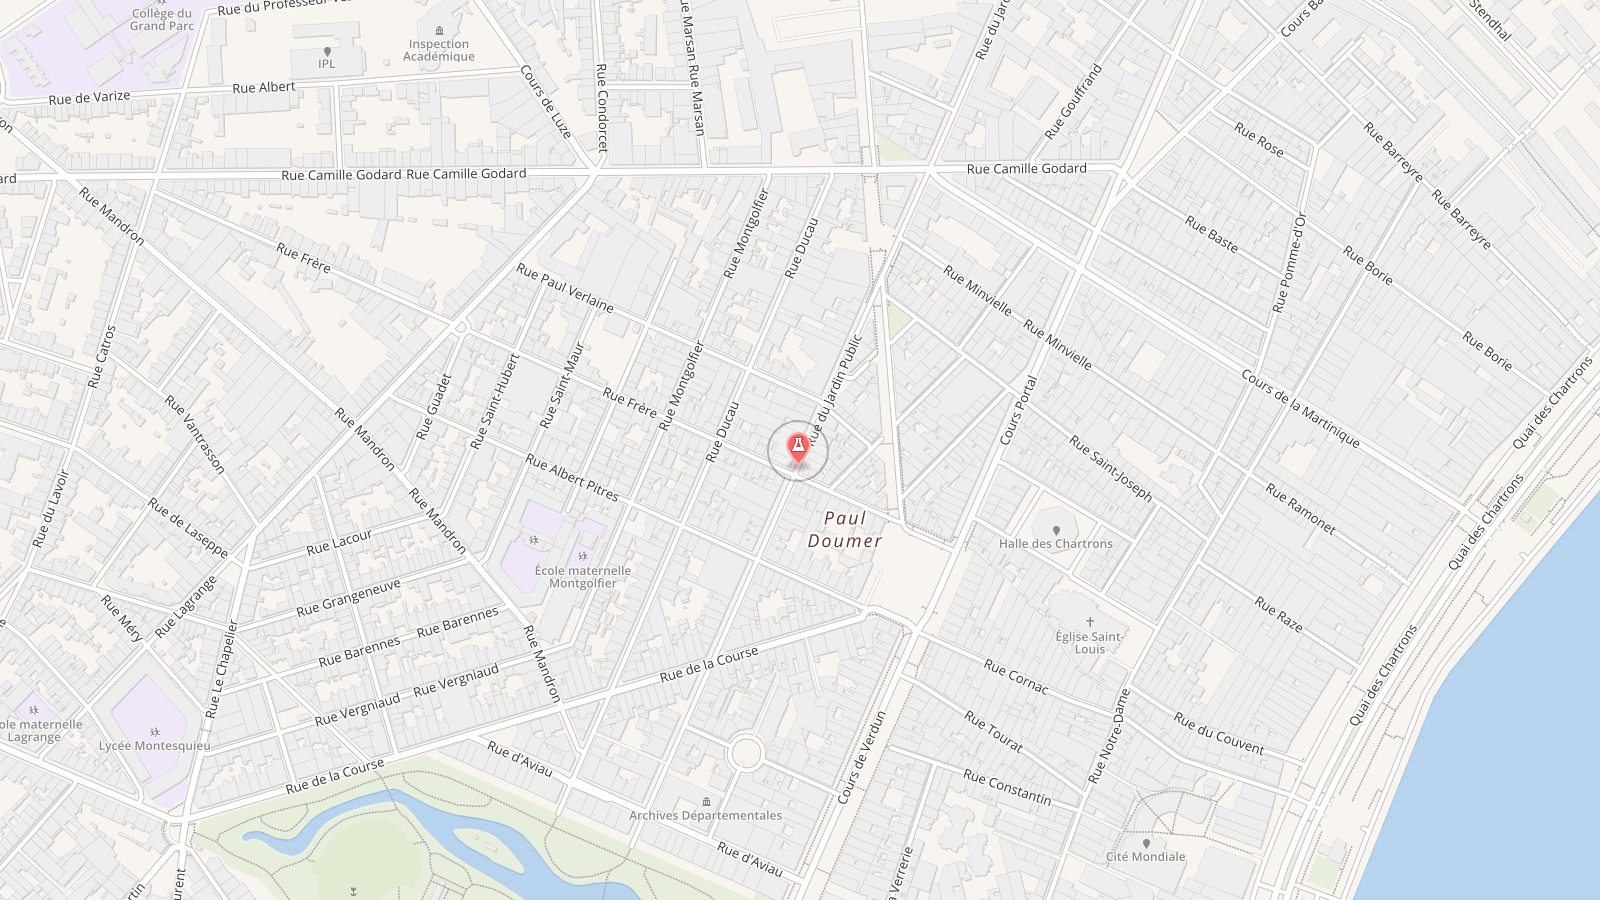 Collège du
Grand Parc
Rue du Professeur
Inspection
Académique
IPL
Rue Albert
Rue de Varize
Cours de Luze
Rue Condorcet
Rue Marsan
Rue Marsan
Rue du Jar
Rue Gouffrand
Cours Ba
Stendhal
Rue Rose
Rue Barreyre
Rue Barreyre
ard
Rue Camille Godard
Rue Camille Godard
Rue Camille Godard
Rue Mandron
Rue Frère
Rue Paul Verlaine
Rue Montgolfier
Rue Ducau
Rue Baste
Rue Pomme-d'Or
Rue Borie
Rue Borie
Rue Minvielle
Rue Minvielle
Rue Catros
Rue Vantrasson
Rue Mandron
Rue Guadet
Rue Saint-Hubert
Rue Saint-Maur
Rue Frère
Rue Montgolfier
Rue Ducau
Rue du Jardin Public
Cours Portal
Cours de la Martinique
Quai des Chartrons
Rue du Lavoir
Rue de Laseppe
Rue Albert Pitres
Rue Mandron
Rue Saint-Joseph
Rue Ramonet
Quai des Chartrons
Paul
Doumer
Halle des Chartrons
Rue Lacour
École maternelle
Montgolfier
Rue Grangeneuve
Rue Lagrange
Rue Méry
Rue Barennes
Rue Barennes
Rue Mandron
Église Saint-
Louis
Rue Raze
Quai des Chartrons
Rue Le Chapelier
Rue Vergniaud
Rue Vergniaud
Rue de la Course
Rue Cornac
Rue Notre-Dame
Rue du Couvent
ole maternelle
Lagrange
Lycée Montesquieu
Rue d'Aviau
Rue de la Course
Cours de Verdun
Rue Tourat
Rue Constantin
Archives Départementales
Rue d'Aviau
Cité Mondiale
Verrerie
aurent
rtin